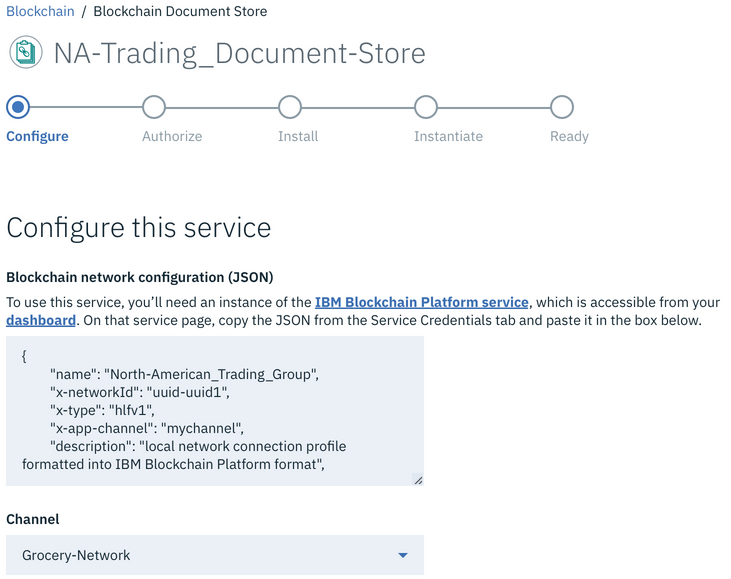 Blockchain / Blockchain Document Store
NA-Trading_Document-Store
Configure Authorize Install Instantiate Ready
Configure this service
Blockchain network configuration (JSON)
To use this service, you’ll need an instance of the IBM Blockchain Platform service, which is accessible from your
dashboard. On that service page, copy the JSON from the Service Credentials tab and paste it in the box below.
{
"name": "North-American_Trading_Group",
"x-networkId": "uuid-uuid1",
"x-type": "hlfv1",
"x-app-channel": "mychannel",
"description": "local network connection profile
formatted into IBM Blockchain Platform format",
Channel
Grocery-Network